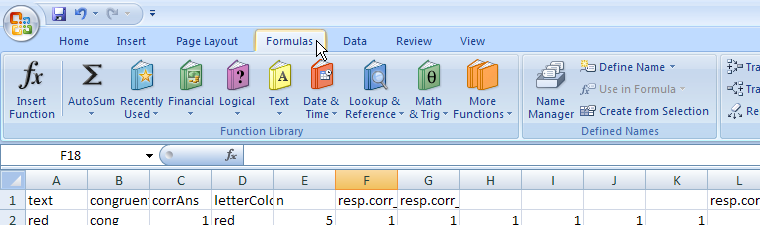 Home Insert Page Layout Formulas Data Review View
fx Σ ? A θ
Insert Function AutoSum Recently Used Financial Logical Text Date & Time Lookup & Reference Math & Trig More Functions Name Manager
Define Name
Use in Formula
Create from Selection
Tra
Tra
Re
Function Library Defined Names
F18 fx
A B C D E F G H I J K L
1 text congruen corrAns letterColo n resp.corr_ resp.corr_ resp.co
2 red cong 1 red 5 1 1 1 1 1 1